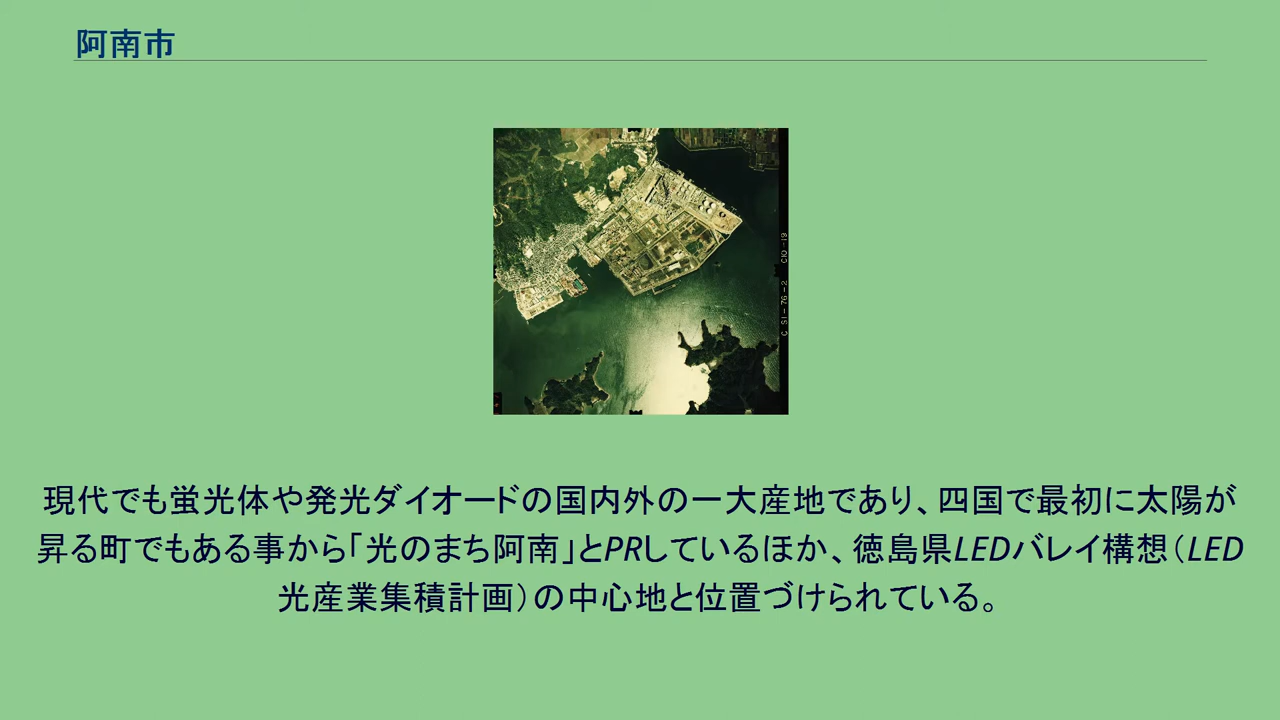 阿南市
C10-19
C SI-76-2
現代でも蛍光体や発光ダイオードの国内外の一大産地であり、四国で最初に太陽が
昇る町でもある事から「光のまち阿南」とPRしているほか、徳島県LEDバレイ構想（LED
光産業集積計画）の中心地と位置づけられている。